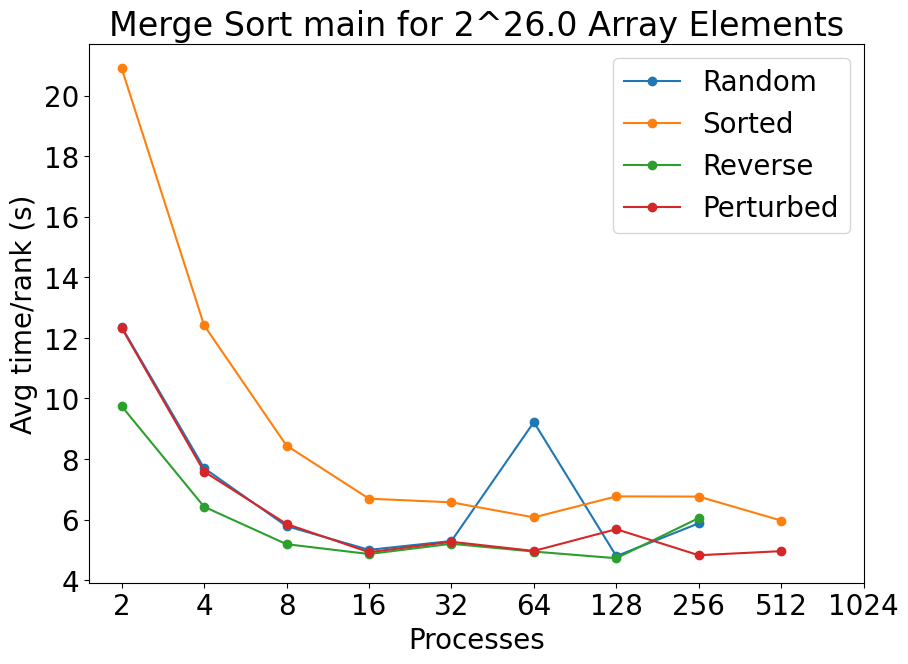 Merge Sort main for 2^26.0 Array Elements
Random
Sorted
Reverse
Perturbed
Avg time/rank (s)
20
18
16
14
12
10
8
6
4
2 4 8 16 32 64 128 256 512 1024
Processes